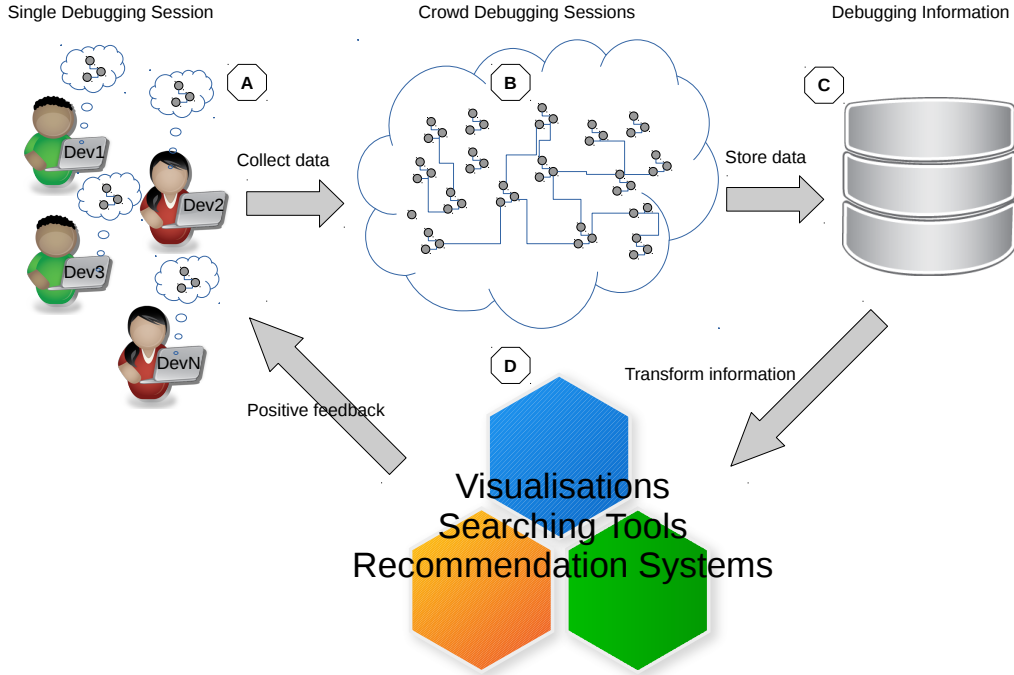 Single Debugging Session
Crowd Debugging Sessions
Debugging Information
A
B
C
Dev1
Collect data
Store data
Dev2
Dev3
DevN
D
Transform information
Positive feedback
Visualisations
Searching Tools
Recommendation Systems